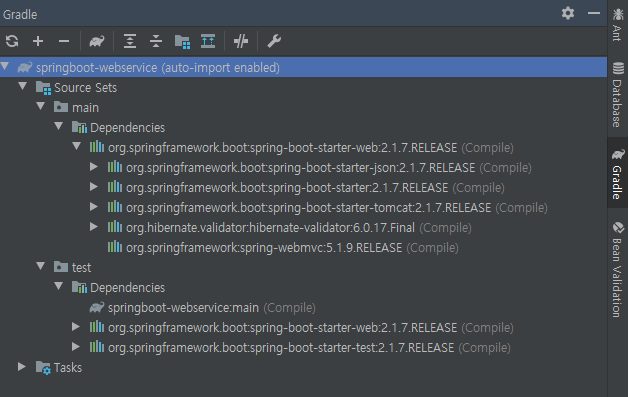 Gradle
springboot-webservice (auto-import enabled)
Source Sets
main
Dependencies
org.springframework.boot:spring-boot-starter-web:2.1.7.RELEASE (Compile)
org.springframework.boot:spring-boot-starter-json:2.1.7.RELEASE (Compile)
org.springframework.boot:spring-boot-starter:2.1.7.RELEASE (Compile)
org.springframework.boot:spring-boot-starter-tomcat:2.1.7.RELEASE (Compile)
org.hibernate.validator:hibernate-validator:6.0.17.Final (Compile)
org.springframework:spring-webmvc:5.1.9.RELEASE (Compile)
test
Dependencies
springboot-webservice:main (Compile)
org.springframework.boot:spring-boot-starter-web:2.1.7.RELEASE (Compile)
org.springframework.boot:spring-boot-starter-test:2.1.7.RELEASE (Compile)
Tasks
Ant
Database
Gradle
Bean Validation